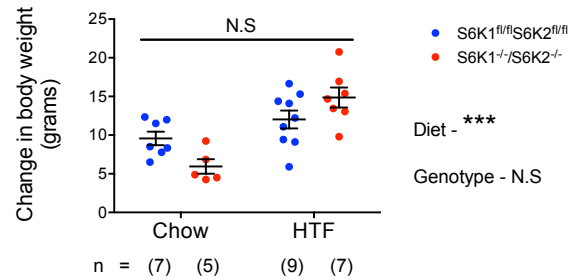 N.S
S6K1fl/flS6K2fl/fl
S6K1-/-/S6K2-/-
Change in body weight
(grams)
25
20
15
10
5
0
Diet - ***
Genotype - N.S
Chow HTF
n = (7) (5) (9) (7)